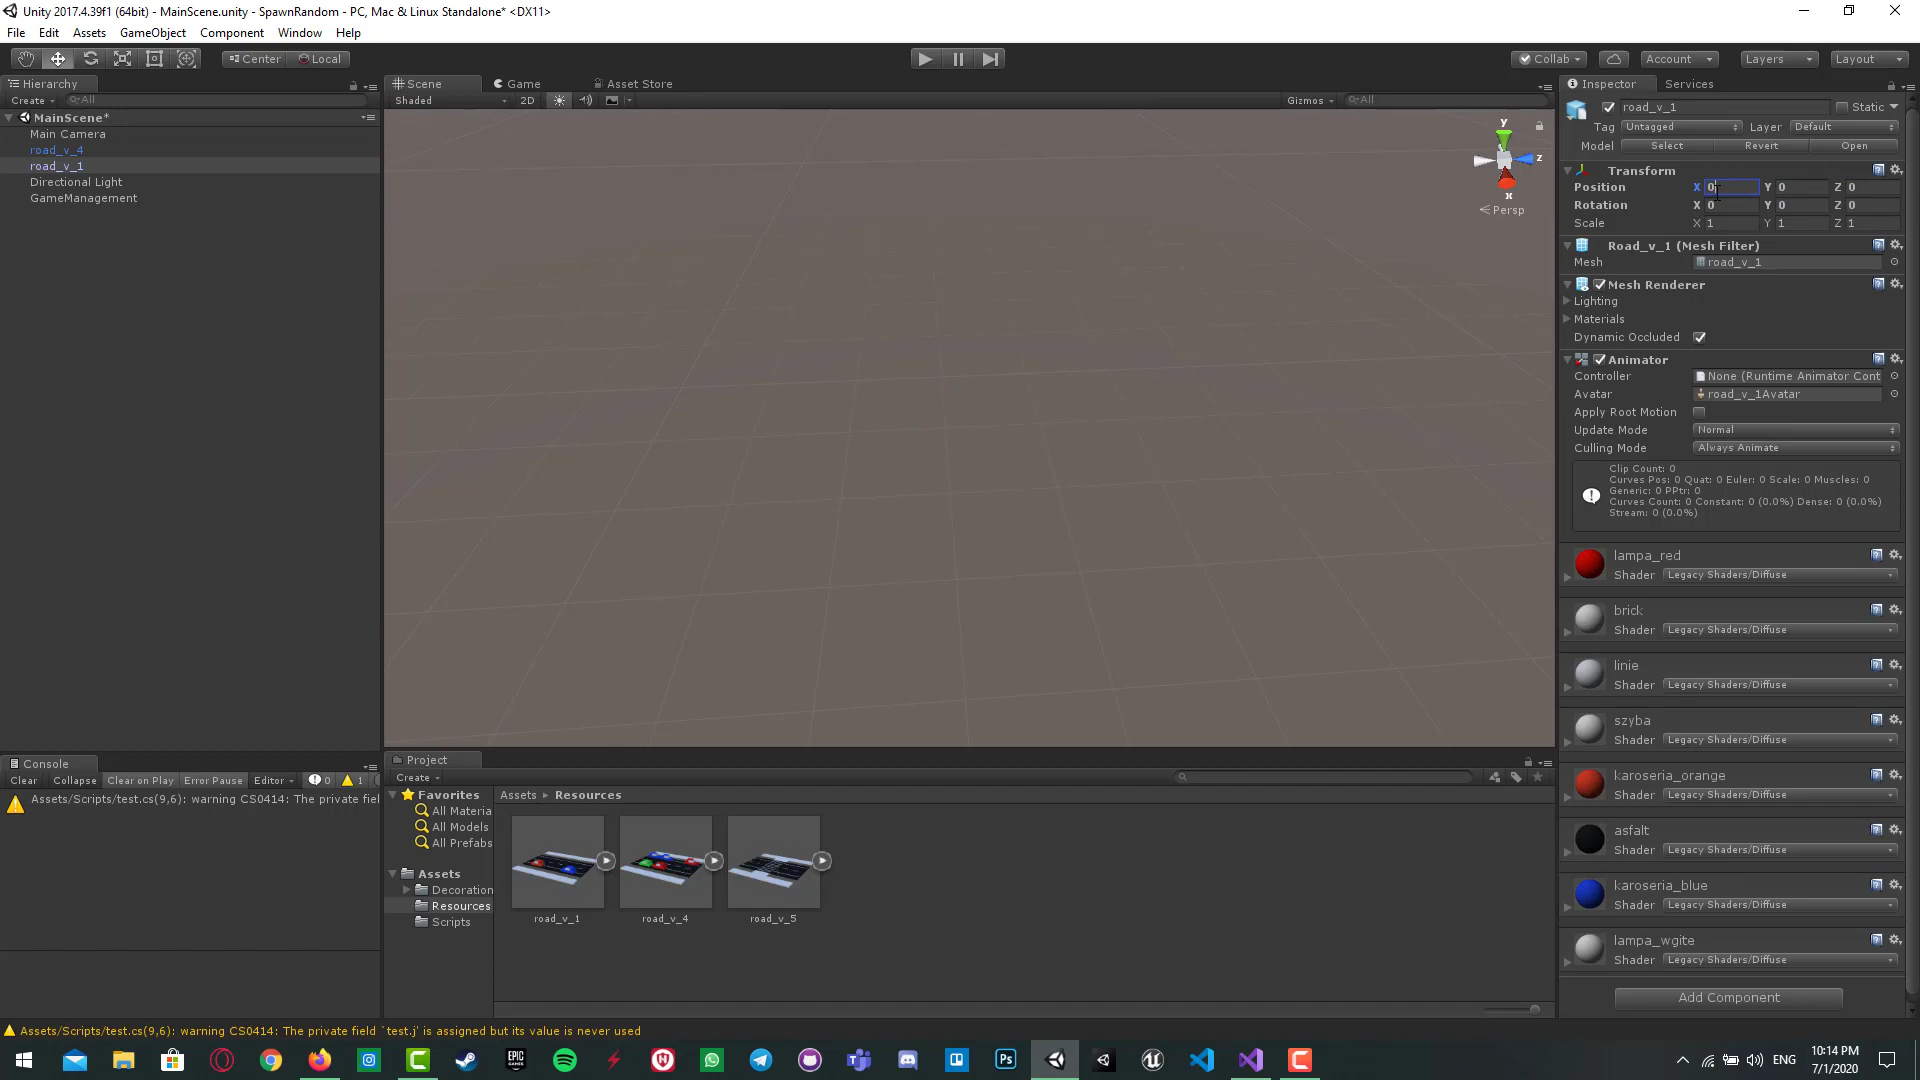 Unity 2017.4.39f1 (64bit) - MainScene.unity - SpawnRandom - PC, Mac & Linux Standalone* <DX11>
File Edit Assets GameObject Component Window Help
Center Local
Collab Account Layers Layout
Hierarchy
Create All
MainScene*
Main Camera
road_v_4
road_v_1
Directional Light
GameManagement
Scene Game Asset Store
Shaded 2D Gizmos All
y
z
x
Persp
Inspector Services
road_v_1 Static
Tag Untagged Layer Default
Model Select Revert Open
Transform
Position X 0 Y 0 Z 0
Rotation X 0 Y 0 Z 0
Scale X 1 Y 1 Z 1
Road_v_1 (Mesh Filter)
Mesh road_v_1
Mesh Renderer
Lighting
Materials
Dynamic Occluded
Animator
Controller None (Runtime Animator Cont
Avatar road_v_1Avatar
Apply Root Motion
Update Mode Normal
Culling Mode Always Animate
Clip Count: 0
Curves Pos: 0 Quat: 0 Euler: 0 Scale: 0 Muscles: 0
Generic: 0 PPtr: 0
Curves Count: 0 Constant: 0 (0.0%) Dense: 0 (0.0%)
Stream: 0 (0.0%)
lampa_red
Shader Legacy Shaders/Diffuse
brick
Shader Legacy Shaders/Diffuse
linie
Shader Legacy Shaders/Diffuse
szyba
Shader Legacy Shaders/Diffuse
karoseria_orange
Shader Legacy Shaders/Diffuse
asfalt
Shader Legacy Shaders/Diffuse
karoseria_blue
Shader Legacy Shaders/Diffuse
lampa_wgite
Shader Legacy Shaders/Diffuse
Add Component
Console
Clear Collapse Clear on Play Error Pause Editor 0 1
Assets/Scripts/test.cs(9,6): warning CS0414: The private field
Project
Create
Favorites
All Materia
All Models
All Prefabs
Assets
Decoration
Resources
Scripts
Assets Resources
road_v_1 road_v_4 road_v_5
Assets/Scripts/test.cs(9,6): warning CS0414: The private field `test.j' is assigned but its value is never used
EPIC GAMES
Ps
ENG
10:14 PM
7/1/2020